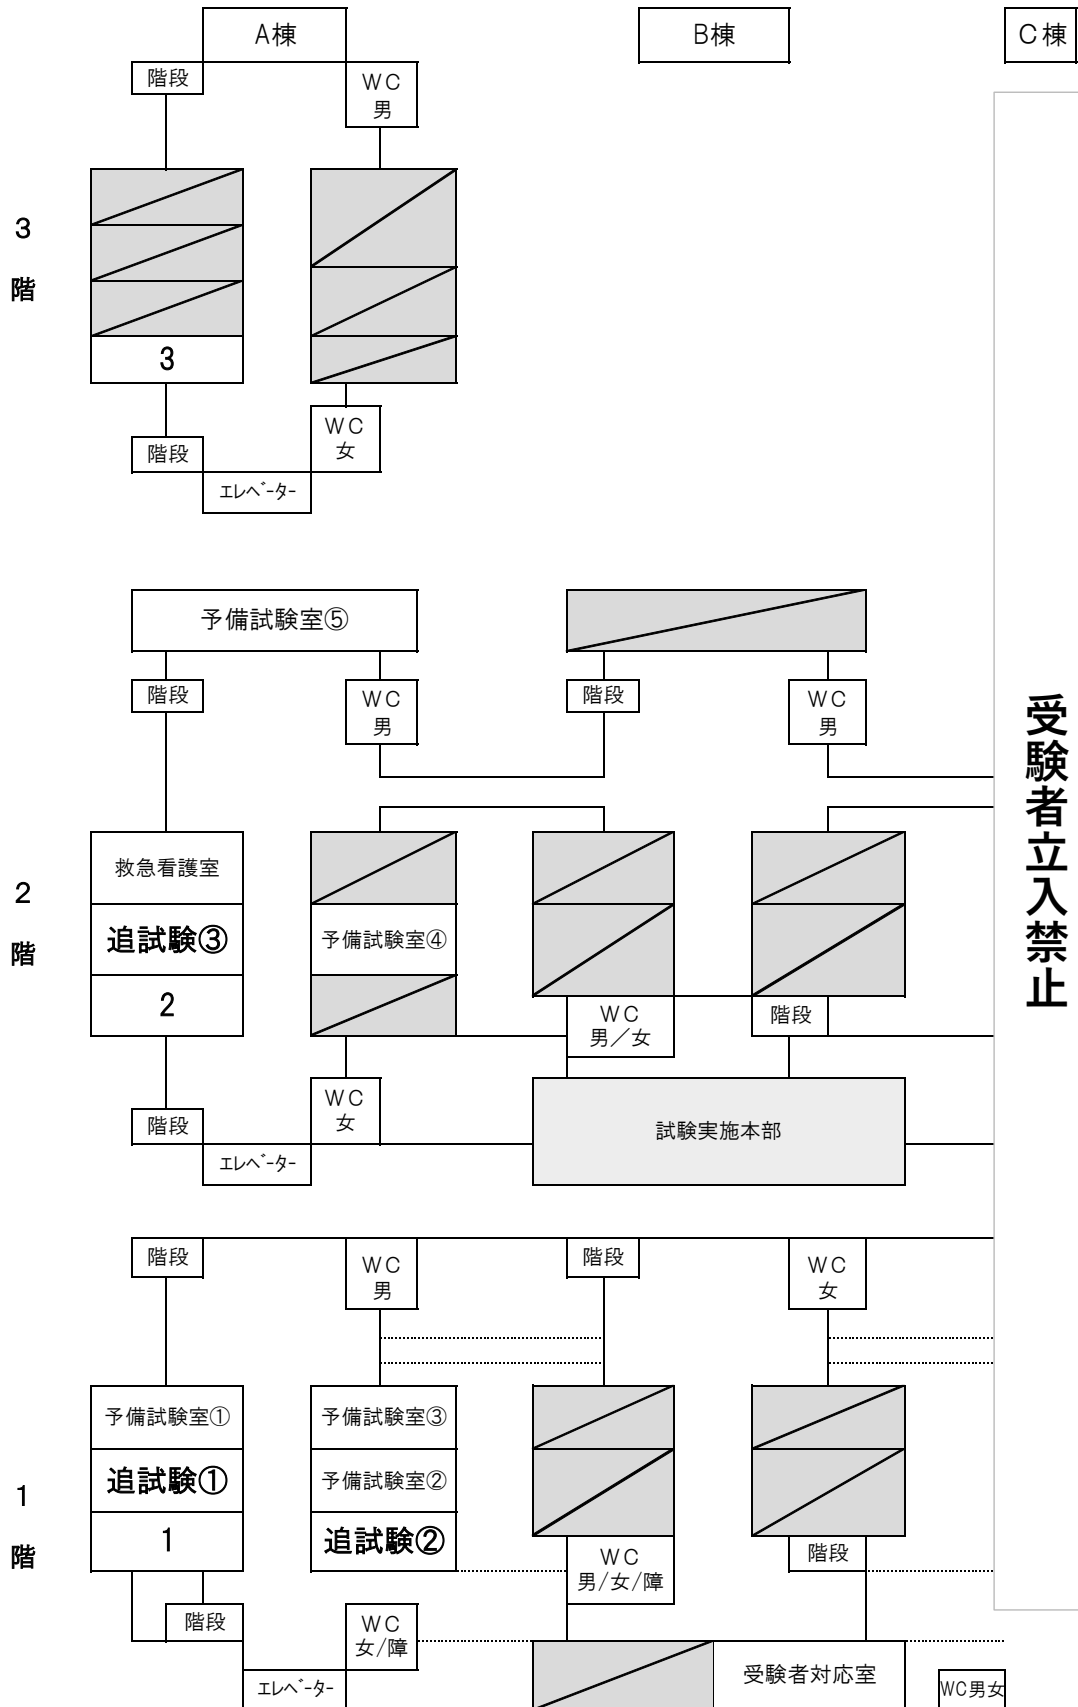 A棟
B棟
C棟
階段
WC
男
3
階
3
階段
WC
女
エレベーター
予備試験室⑤
階段
WC
男
階段
WC
男
受験者立入禁止
2
階
救急看護室
追試験③
予備試験室④
2
WC
男/女
階段
階段
WC
女
エレベーター
試験実施本部
階段
WC
男
階段
WC
女
1
階
予備試験室①
予備試験室③
追試験①
予備試験室②
1
追試験②
WC
男/女/障
階段
階段
WC
女/障
エレベーター
受験者対応室
WC男女